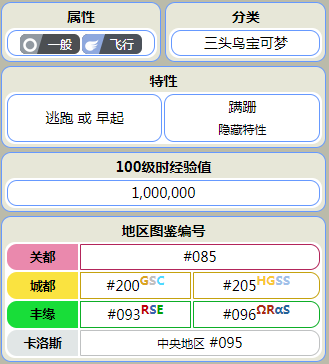 属性
分类
一般 飞行
三头鸟宝可梦
特性
逃跑 或 早起
蹒跚
隐藏特性
100级时经验值
1,000,000
地区图鉴编号
关都 #085
城都 #200GSC #205HGSS
丰缘 #093RSE #096ΩRαS
卡洛斯 中央地区 #095